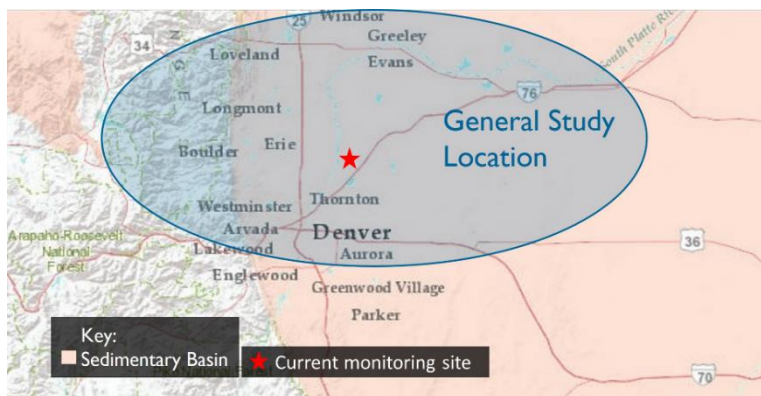 Windsor
25
Greeley
34
N
G
E
Loveland
Evans
South Platte River
76
Longmont
General Study
Location
Boulder
Erie
Thornton
Westminster
Arvada
Denver
36
Arapaho-Roosevelt
National
Forest
Lakewood
Aurora
Englewood
Greenwood Village
Parker
Key:
Sedimentary Basin
Current monitoring site
70